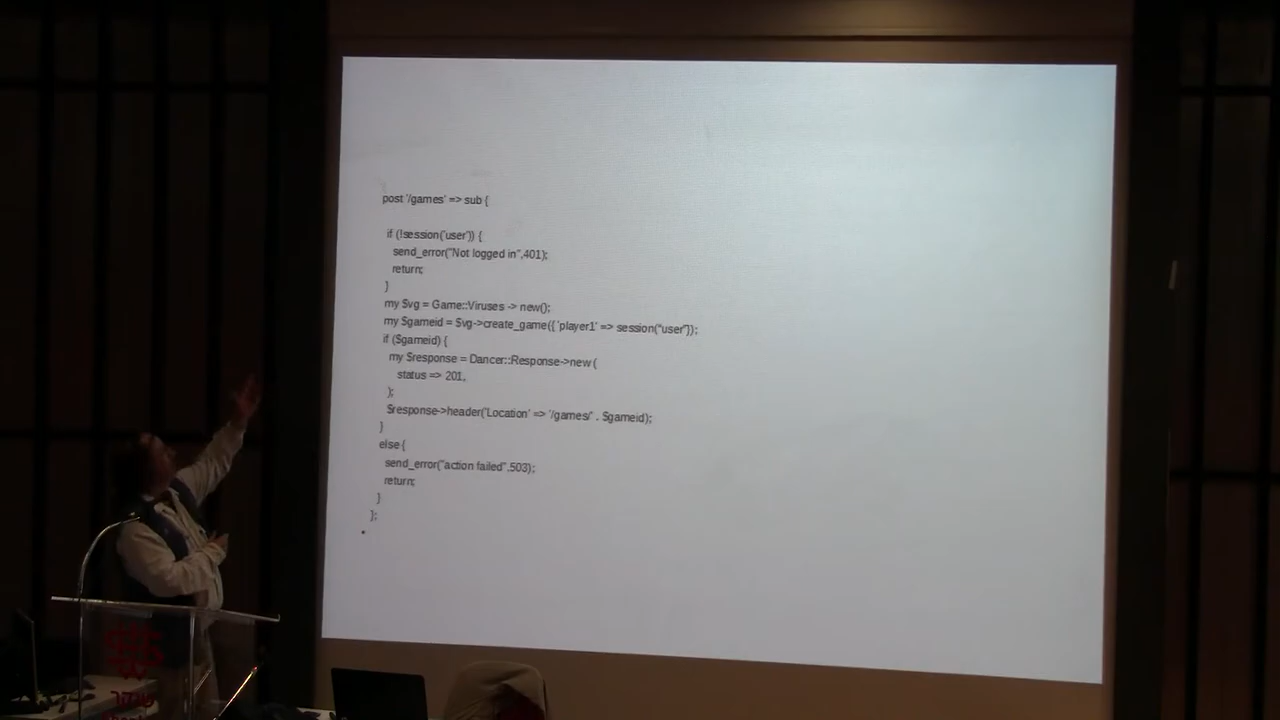 post '/games' => sub {
if (!session('user')) {
send_error("Not logged in",401);
return;
}
my $vg = Game::Viruses -> new();
my $gameid = $vg->create_game({ 'player1' => session("user"});
if ($gameid) {
my $response = Dancer::Response->new (
status => 201,
);
$response->header('Location' => '/games/' . $gameid);
}
else {
send_error("action failed".503);
return;
}
};
שנקר